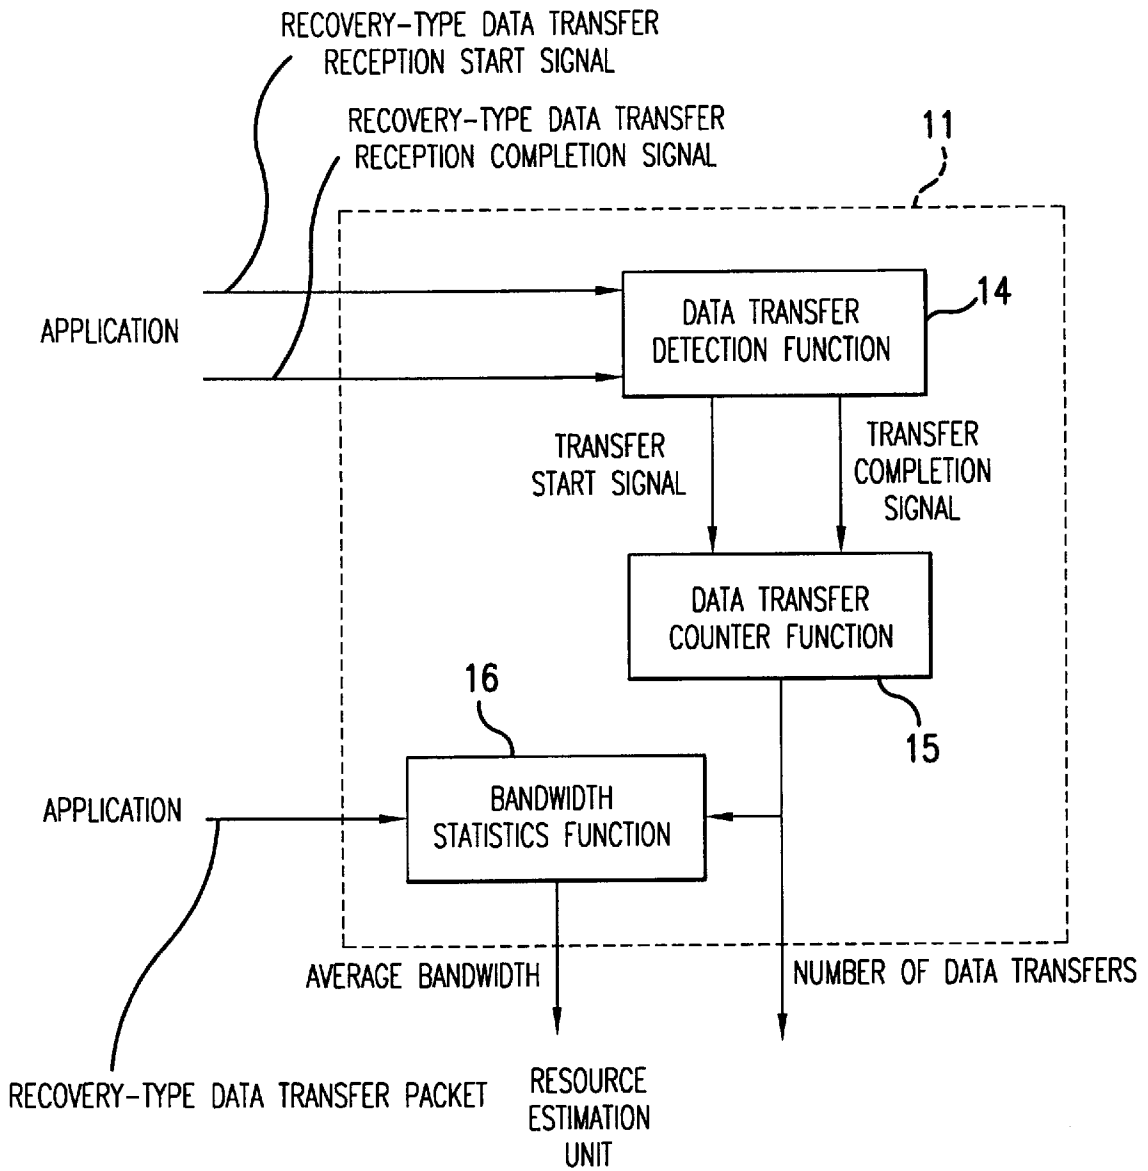 RECOVERY-TYPE DATA TRANSFER
RECEPTION START SIGNAL
RECOVERY-TYPE DATA TRANSFER
RECEPTION COMPLETION SIGNAL
11
APPLICATION
DATA TRANSFER
DETECTION FUNCTION
14
TRANSFER
START SIGNAL
TRANSFER
COMPLETION
SIGNAL
DATA TRANSFER
COUNTER FUNCTION
15
16
APPLICATION
BANDWIDTH
STATISTICS FUNCTION
AVERAGE BANDWIDTH
NUMBER OF DATA TRANSFERS
RECOVERY-TYPE DATA TRANSFER PACKET
RESOURCE
ESTIMATION
UNIT